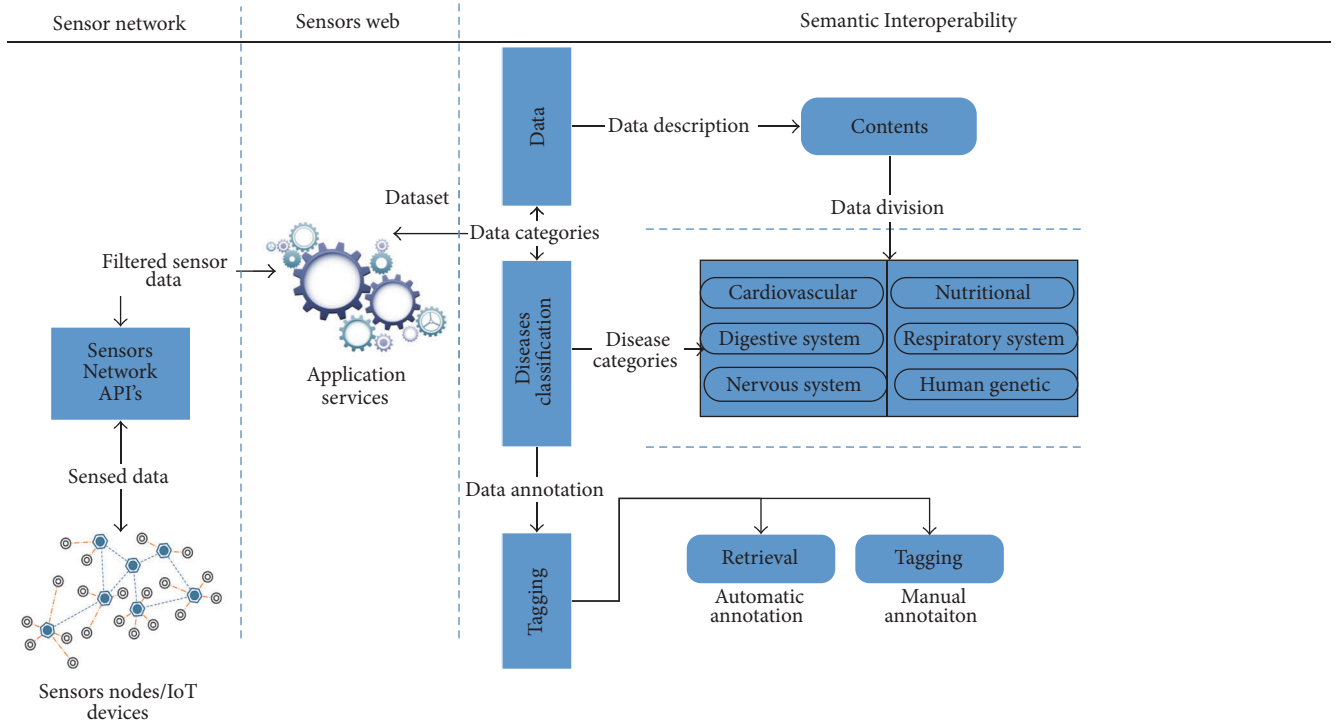 Sensor network
Sensors web
Semantic Interoperability
Data
Data description
Contents
Dataset
Data division
Data categories
Filtered sensor
data
Sensors
Network
API's
Application
services
Diseases
classification
Disease
categories
Cardiovascular
Nutritional
Digestive system
Respiratory system
Nervous system
Human genetic
Sensed data
Data annotation
Tagging
Retrieval
Tagging
Automatic
annotation
Manual
annotaiton
Sensors nodes/IoT
devices